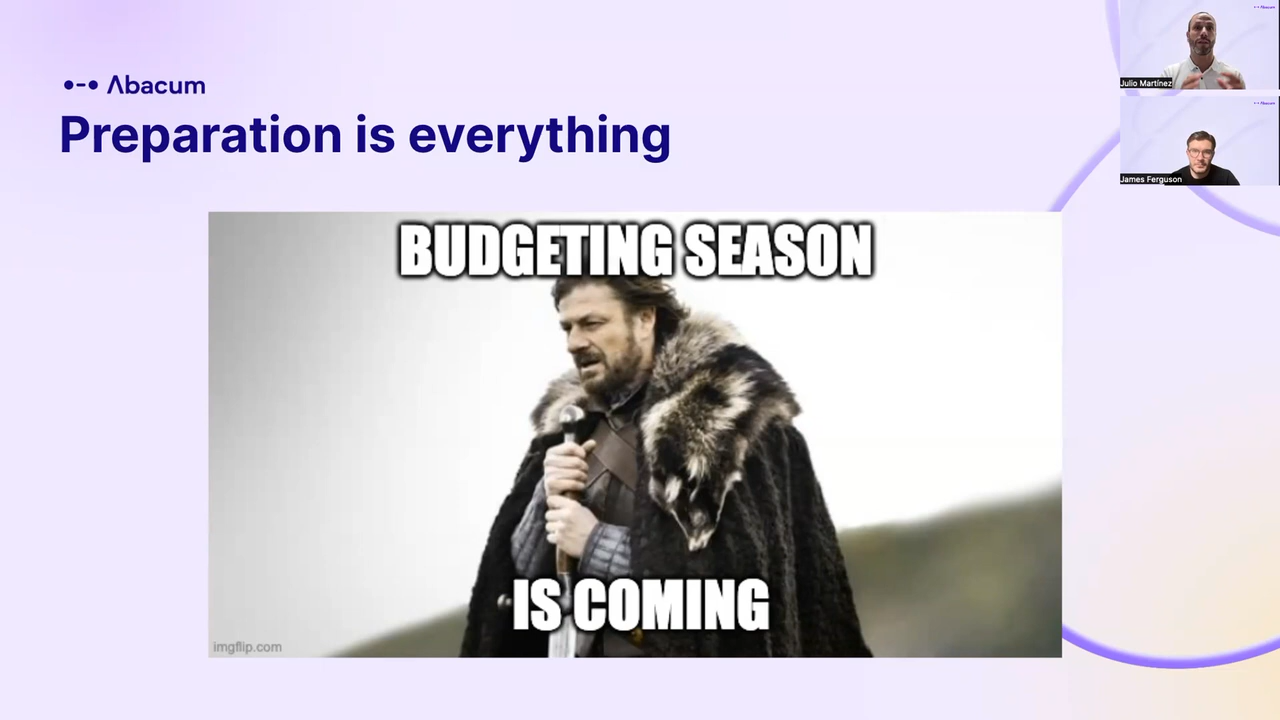 Abacum
Preparation is everything
BUDGETING SEASON
IS COMING
imgflip.com
Julio Martínez
James Ferguson